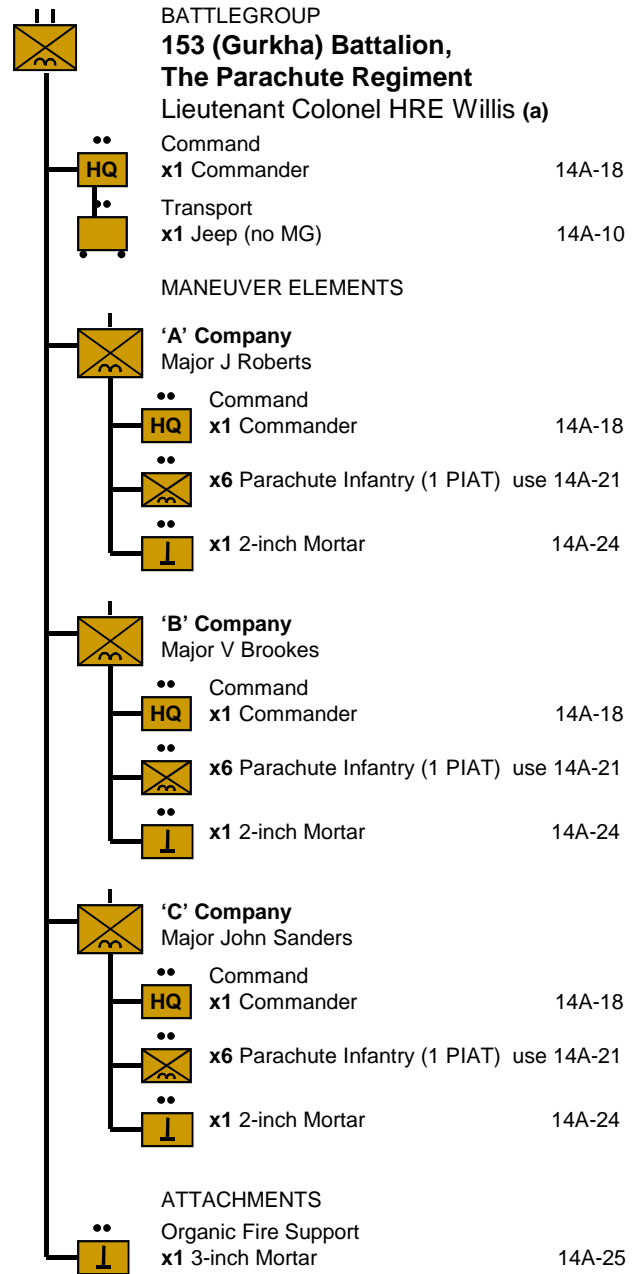 BATTLEGROUP
153 (Gurkha) Battalion,
The Parachute Regiment
Lieutenant Colonel HRE Willis (a)
Command
HQ x1 Commander 14A-18
Transport
x1 Jeep (no MG) 14A-10
MANEUVER ELEMENTS
‘A’ Company
Major J Roberts
Command
HQ x1 Commander 14A-18
x6 Parachute Infantry (1 PIAT) use 14A-21
x1 2-inch Mortar 14A-24
‘B’ Company
Major V Brookes
Command
HQ x1 Commander 14A-18
x6 Parachute Infantry (1 PIAT) use 14A-21
x1 2-inch Mortar 14A-24
‘C’ Company
Major John Sanders
Command
HQ x1 Commander 14A-18
x6 Parachute Infantry (1 PIAT) use 14A-21
x1 2-inch Mortar 14A-24
ATTACHMENTS
Organic Fire Support
x1 3-inch Mortar 14A-25